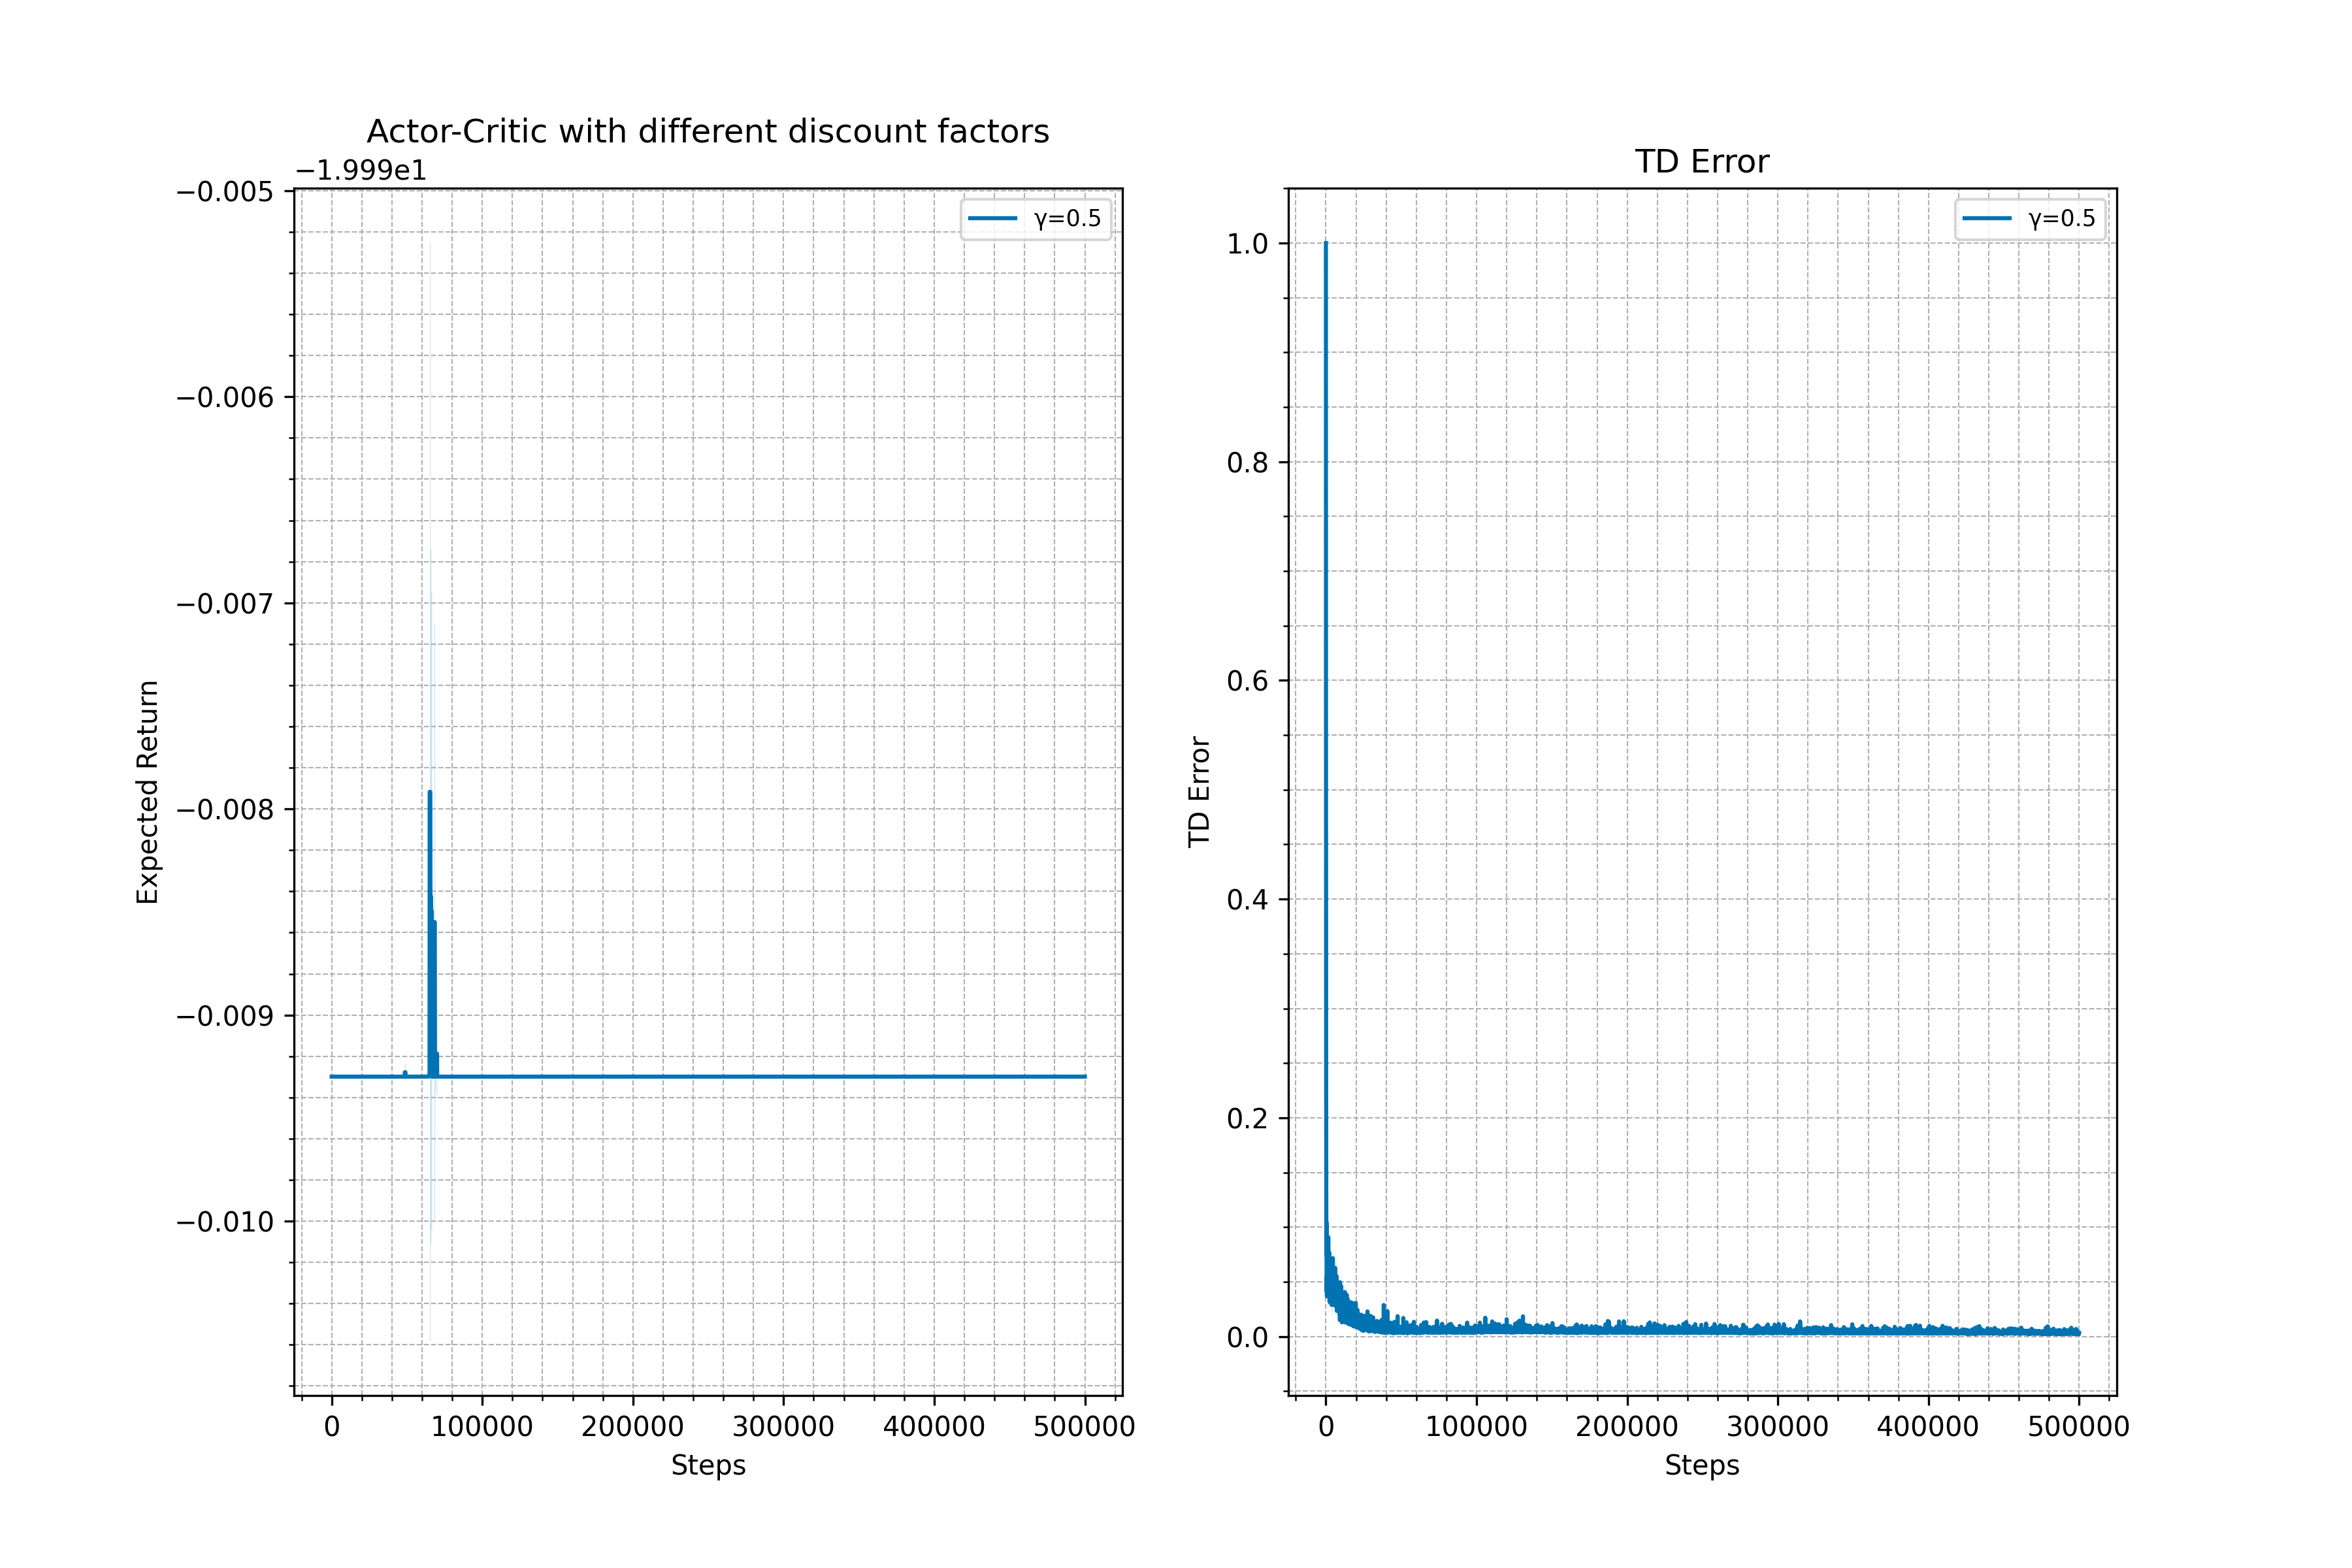 Actor-Critic with different discount factors
−1.999e1
−0.005
−0.006
−0.007
−0.008
−0.009
−0.010
Expected Return
γ=0.5
0 100000 200000 300000 400000 500000
Steps
TD Error
1.0
0.8
0.6
0.4
0.2
0.0
TD Error
γ=0.5
0 100000 200000 300000 400000 500000
Steps